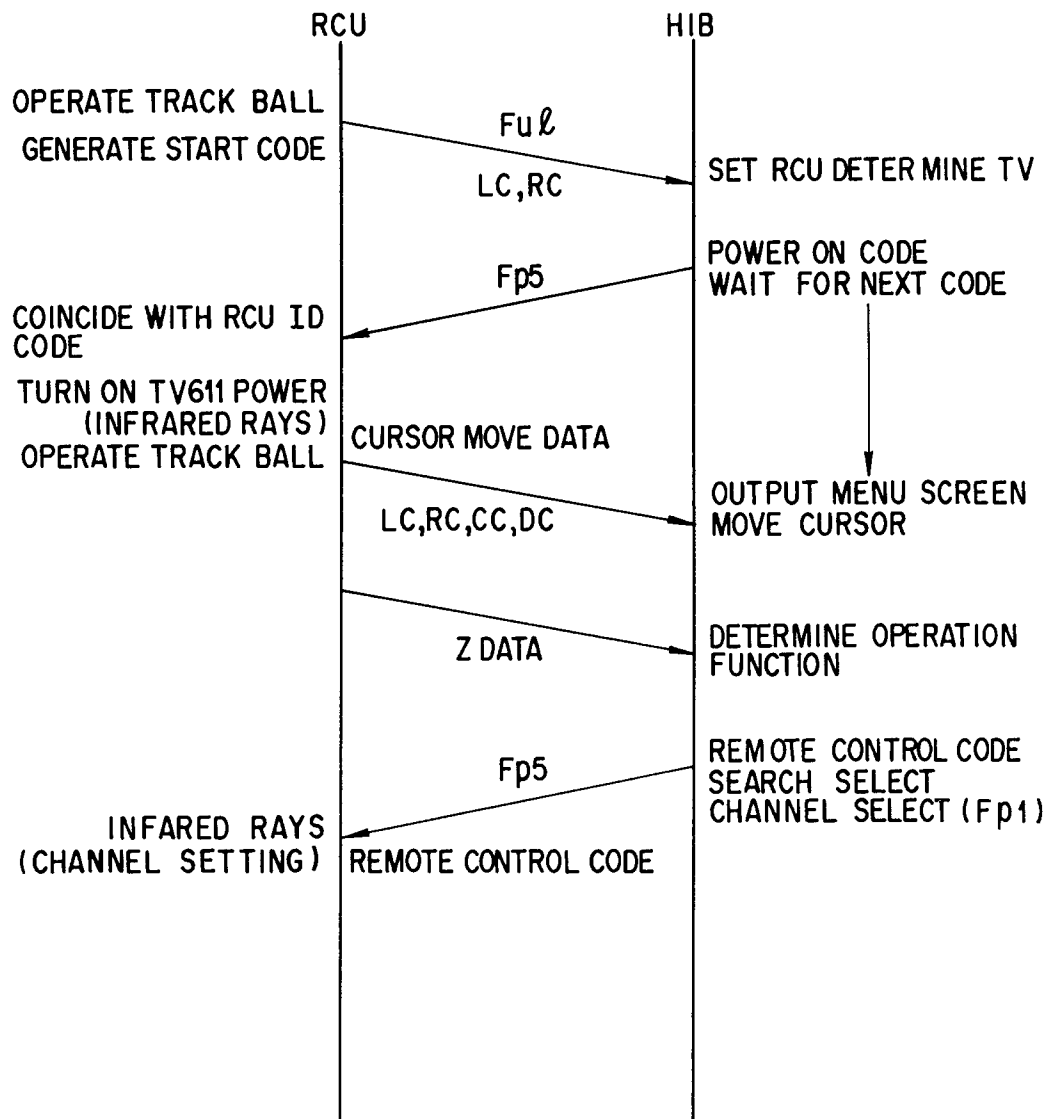 RCU
HIB
OPERATE TRACK BALL
GENERATE START CODE
Fuℓ
LC,RC
SET RCU DETERMINE TV
POWER ON CODE
WAIT FOR NEXT CODE
Fp5
COINCIDE WITH RCU ID
CODE
TURN ON TV611 POWER
(INFRARED RAYS)
OPERATE TRACK BALL
CURSOR MOVE DATA
LC,RC,CC,DC
OUTPUT MENU SCREEN
MOVE CURSOR
Z DATA
DETERMINE OPERATION
FUNCTION
Fp5
REMOTE CONTROL CODE
SEARCH SELECT
CHANNEL SELECT (Fp1)
INFARED RAYS
(CHANNEL SETTING)
REMOTE CONTROL CODE